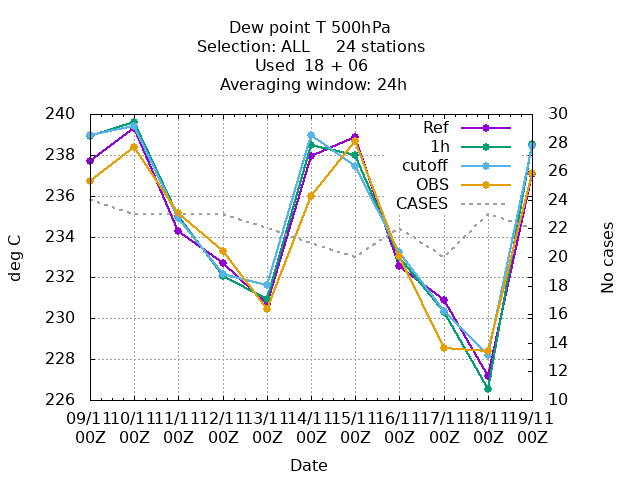 Dew point T 500hPa
Selection: ALL     24 stations
Used  18 + 06
Averaging window: 24h
240
238
236
234
232
230
228
226
30
28
26
24
22
20
18
16
14
12
10
deg C
No cases
Ref
1h
cutoff
OBS
CASES
09/11 10/11 11/11 12/11 13/11 14/11 15/11 16/11 17/11 18/11 19/11
00Z 00Z 00Z 00Z 00Z 00Z 00Z 00Z 00Z 00Z 00Z
Date